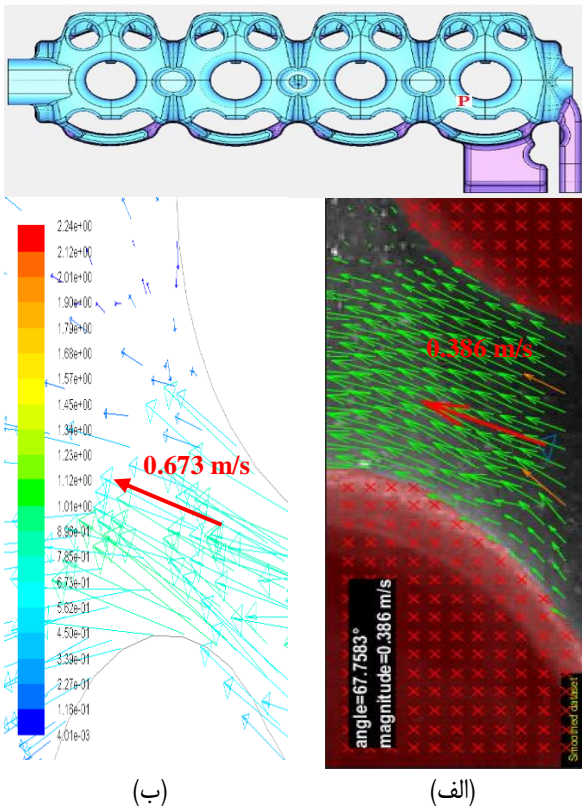 P
2.24e+00
2.12e+00
2.01e+00
1.90e+00
1.79e+00
1.68e+00
1.57e+00
1.45e+00
1.34e+00
1.23e+00
1.12e+00
1.01e+00
8.96e-01
7.85e-01
6.73e-01
5.62e-01
4.50e-01
3.39e-01
2.27e-01
1.16e-01
4.01e-03
0.673 m/s
0.386 m/s
angle=67.7583°
magnitude=0.386 m/s
Smoothed dataset
(الف)
(ب)